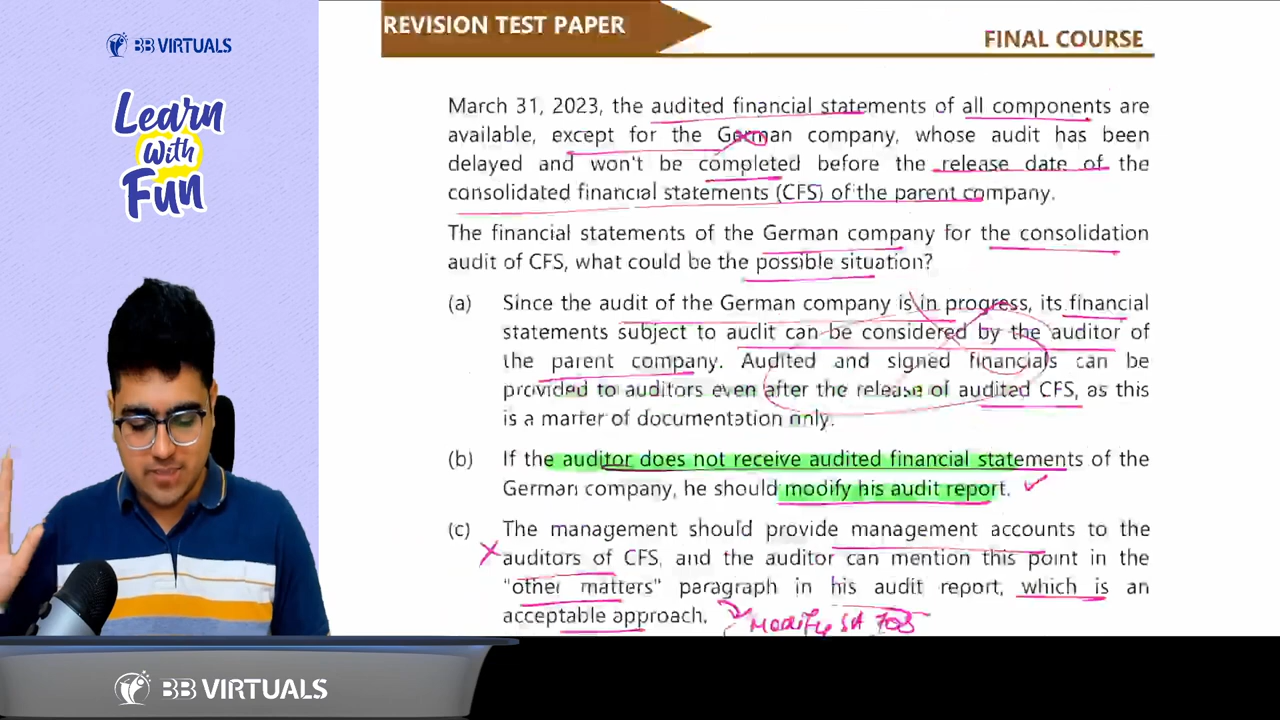 BB VIRTUALS
Learn
With
Fun
REVISION TEST PAPER
FINAL COURSE
March 31, 2023, the audited financial statements of all components are
available, except for the German company, whose audit has been
delayed and won't be completed before the release date of the
consolidated financial statements (CFS) of the parent company.
The financial statements of the German company for the consolidation
audit of CFS, what could be the possible situation?
(a) Since the audit of the German company is in progress, its financial
statements subject to audit can be considered by the auditor of
the parent company. Audited and signed financials can be
provided to auditors even after the release of audited CFS, as this
is a matter of documentation only.
(b) If the auditor does not receive audited financial statements of the
German company, he should modify his audit report.
(c) The management should provide management accounts to the
auditors of CFS, and the auditor can mention this point in the
"other matters" paragraph in his audit report, which is an
acceptable approach.
Modify SA 705
BB VIRTUALS